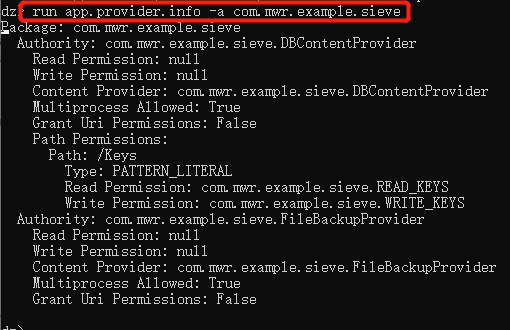 dz> run app.provider.info -a com.mwr.example.sieve
Package: com.mwr.example.sieve
Authority: com.mwr.example.sieve.DBContentProvider
Read Permission: null
Write Permission: null
Content Provider: com.mwr.example.sieve.DBContentProvider
Multiprocess Allowed: True
Grant Uri Permissions: False
Path Permissions:
Path: /Keys
Type: PATTERN_LITERAL
Read Permission: com.mwr.example.sieve.READ_KEYS
Write Permission: com.mwr.example.sieve.WRITE_KEYS
Authority: com.mwr.example.sieve.FileBackupProvider
Read Permission: null
Write Permission: null
Content Provider: com.mwr.example.sieve.FileBackupProvider
Multiprocess Allowed: True
Grant Uri Permissions: False
dz>